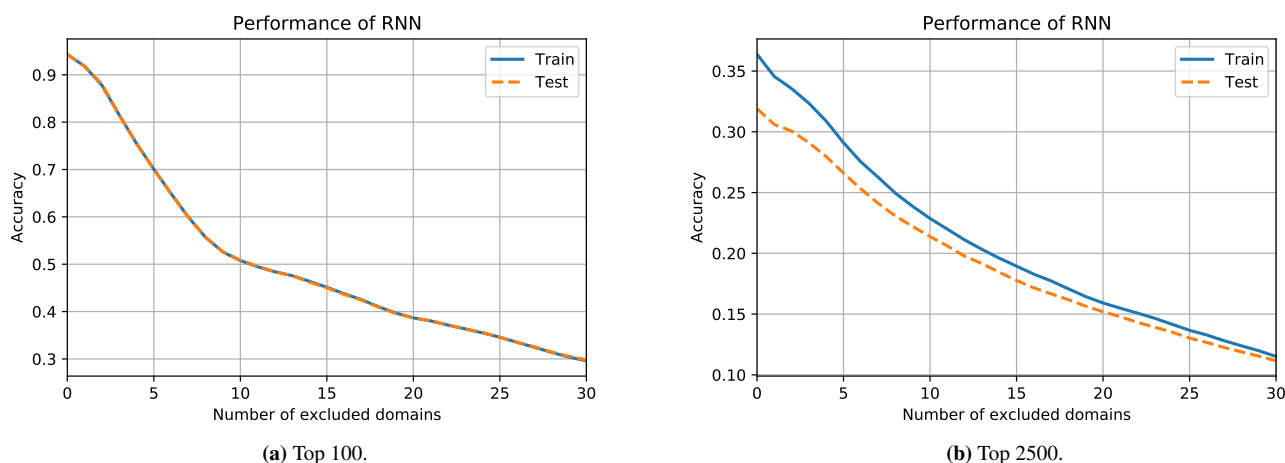 Performance of RNN
Accuracy
0.9
0.8
0.7
0.6
0.5
0.4
0.3
0 5 10 15 20 25 30
Number of excluded domains
Train
Test
(a) Top 100.
Performance of RNN
Accuracy
0.35
0.30
0.25
0.20
0.15
0.10
0 5 10 15 20 25 30
Number of excluded domains
Train
Test
(b) Top 2500.